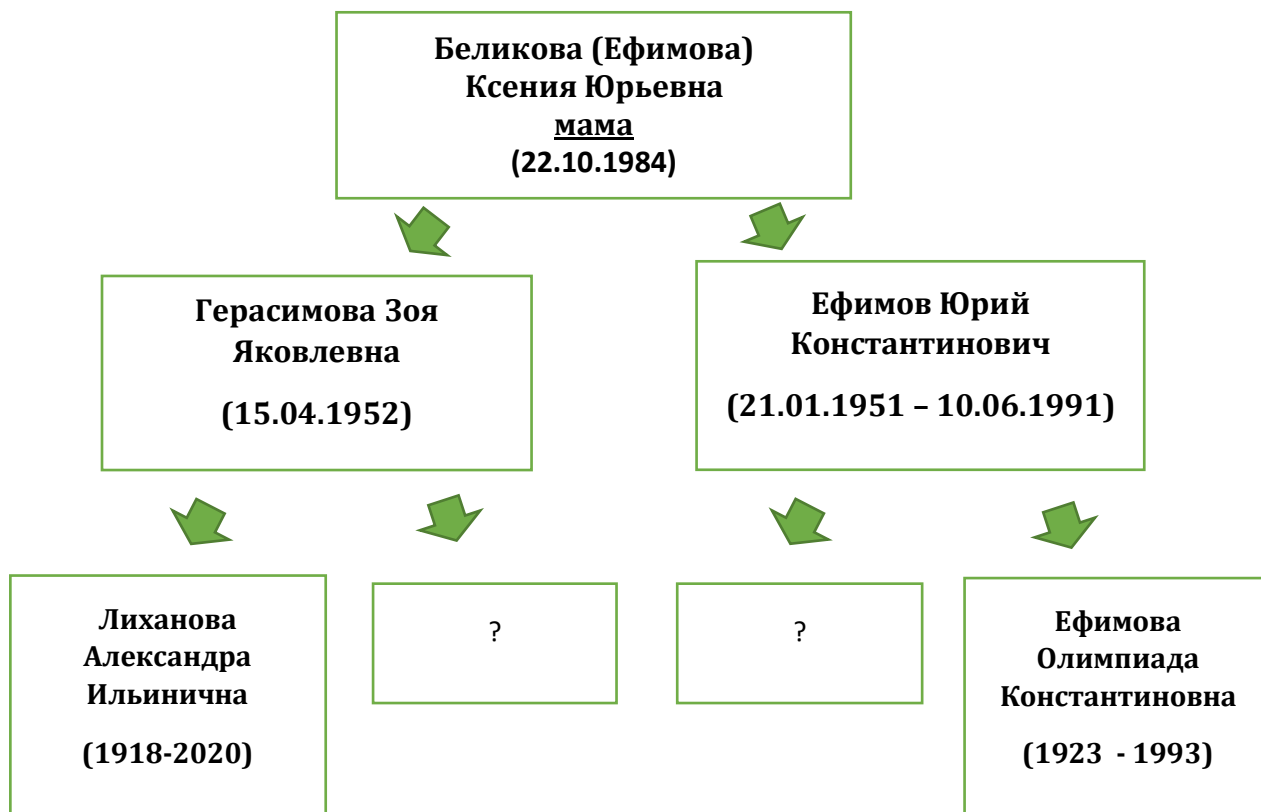 Беликова (Ефимова)
Ксения Юрьевна
мама
(22.10.1984)
Герасимова Зоя
Яковлевна
(15.04.1952)
Ефимов Юрий
Константинович
(21.01.1951 – 10.06.1991)
Лиханова
Александра
Ильинична
(1918-2020)
?
?
Ефимова
Олимпиада
Константиновна
(1923 - 1993)